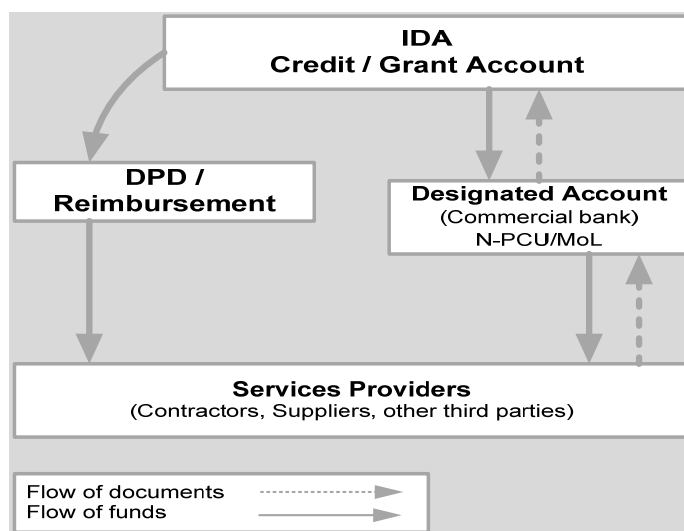 IDA
Credit / Grant Account
DPD /
Reimbursement
Designated Account
(Commercial bank)
N-PCU/MoL
Services Providers
(Contractors, Suppliers, other third parties)
Flow of documents
Flow of funds